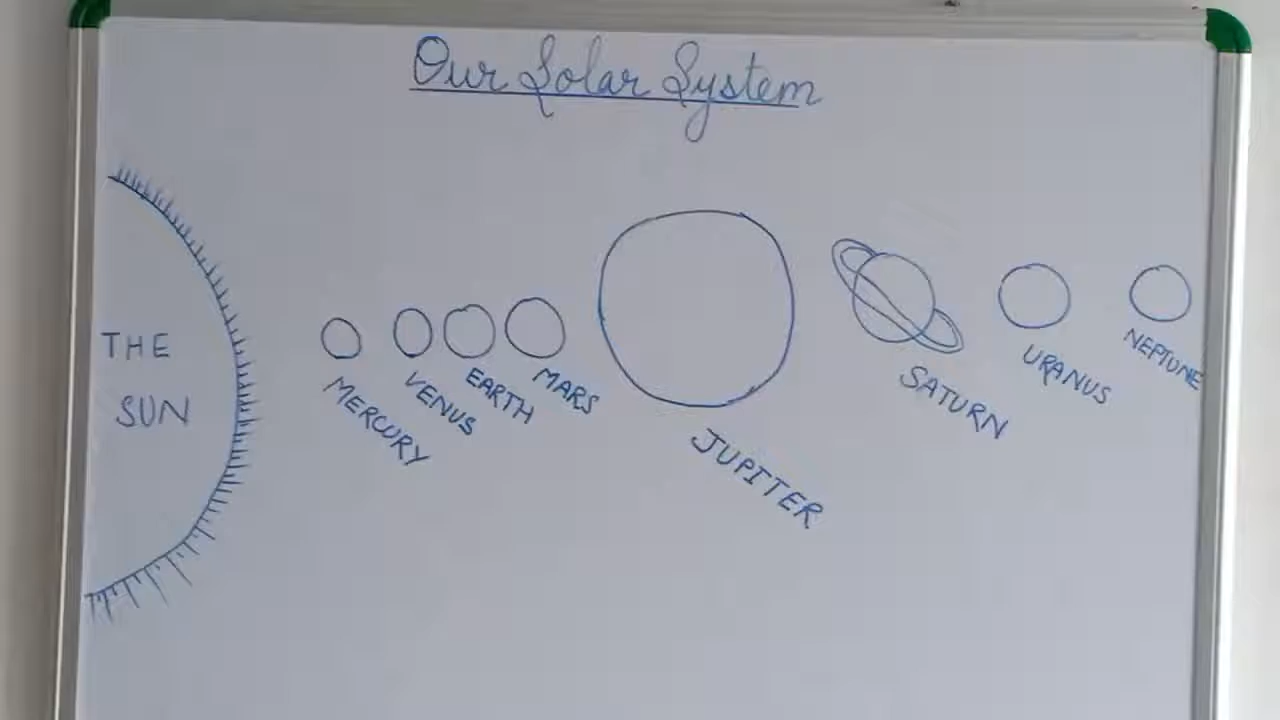 Our Solar System
THE
SUN
MERCURY
VENUS
EARTH
MARS
JUPITER
SATURN
URANUS
NEPTUNE